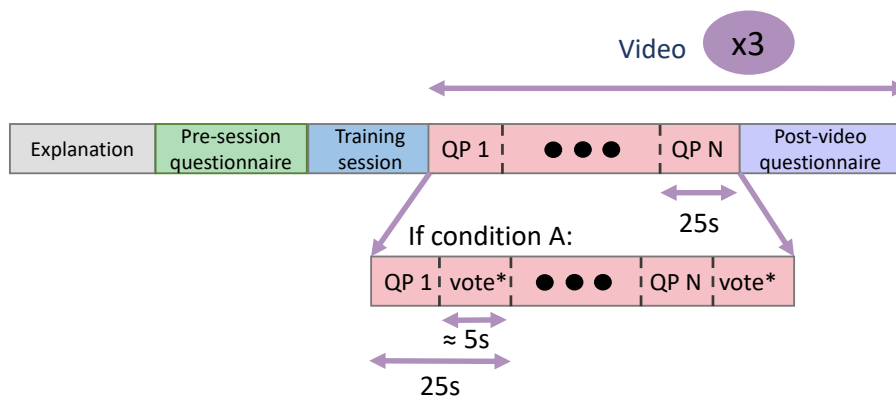 Video
x3
Explanation
Pre-session
questionnaire
Training
session
QP 1
QP N
Post-video
questionnaire
25s
If condition A:
QP 1
vote*
QP N
vote*
≈ 5s
25s